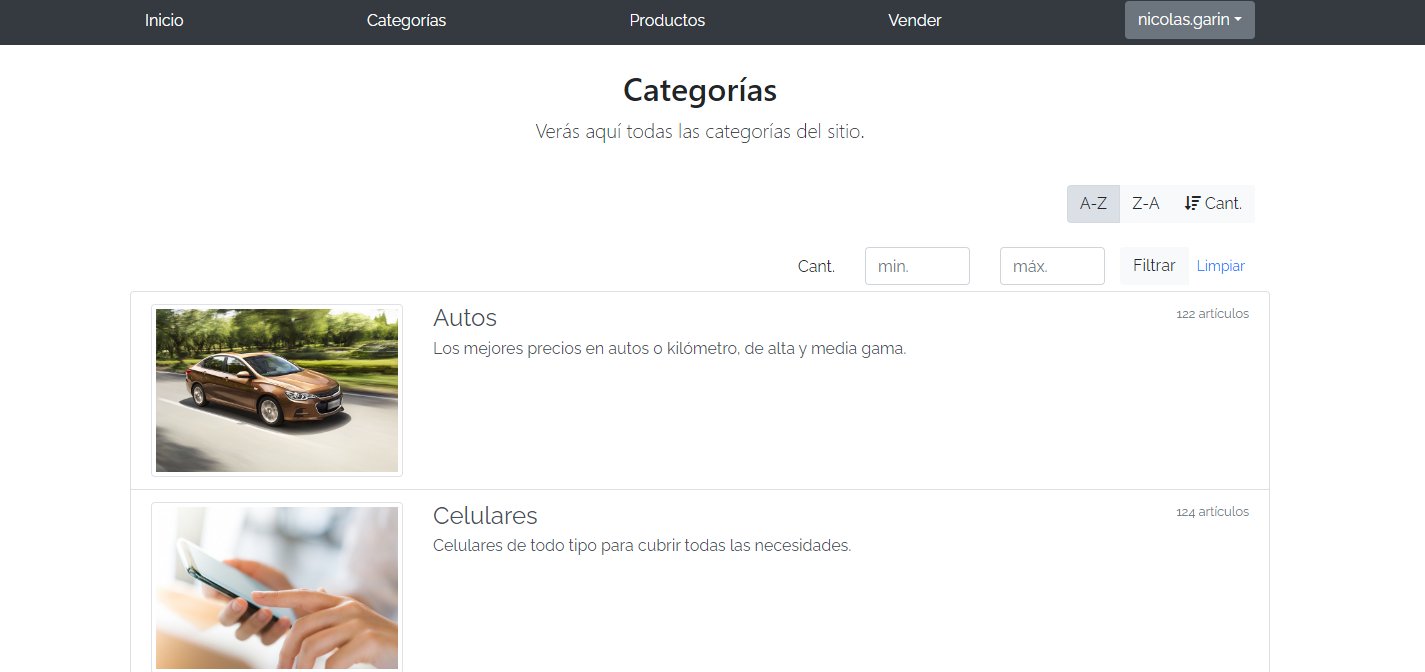 Inicio
Categorías
Productos
Vender
nicolas.garin
Categorías
Verás aquí todas las categorías del sitio.
A-Z
Z-A
Cant.
Cant.
min.
máx.
Filtrar
Limpiar
Autos
122 artículos
Los mejores precios en autos 0 kilómetro, de alta y media gama.
Celulares
124 artículos
Celulares de todo tipo para cubrir todas las necesidades.